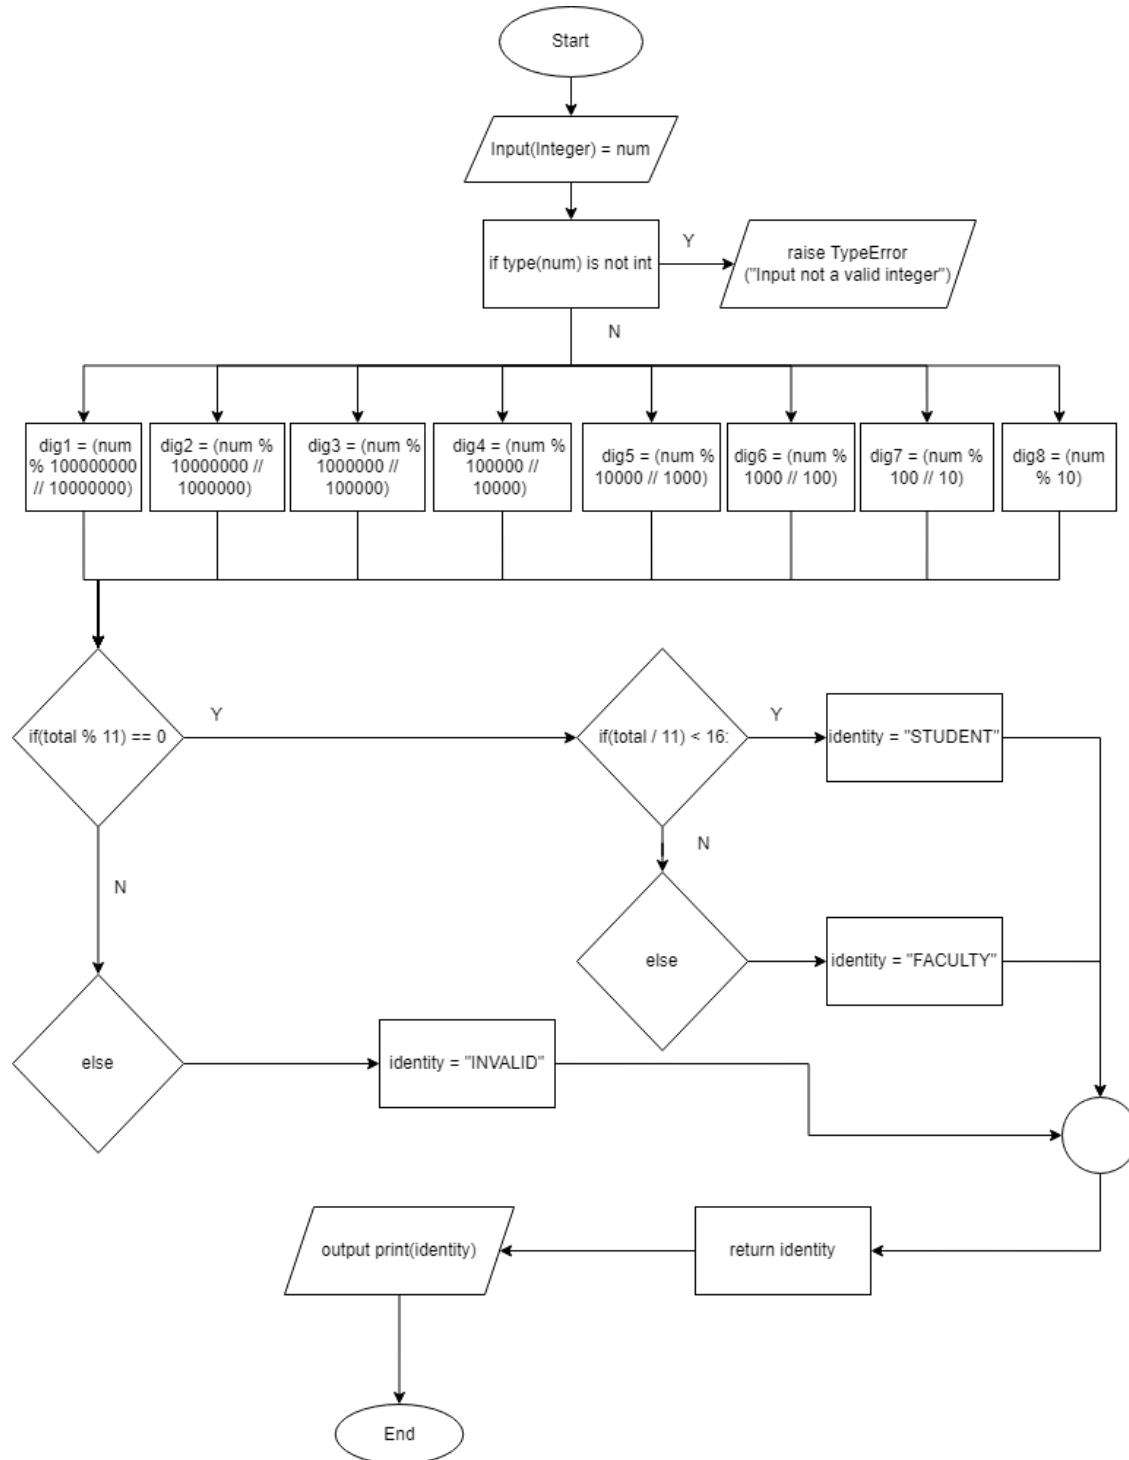 Start
Input(Integer) = num
if type(num) is not int
Y
raise TypeError
("Input not a valid integer")
N
dig1 = (num
% 100000000
// 10000000)
dig2 = (num %
10000000 //
1000000)
dig3 = (num %
1000000 //
100000)
dig4 = (num %
100000 //
10000)
dig5 = (num %
10000 // 1000)
dig6 = (num %
1000 // 100)
dig7 = (num %
100 // 10)
dig8 = (num
% 10)
if(total % 11) == 0
Y
if(total / 11) < 16:
Y
identity = "STUDENT"
N
N
else
identity = "FACULTY"
else
identity = "INVALID"
output print(identity)
return identity
End